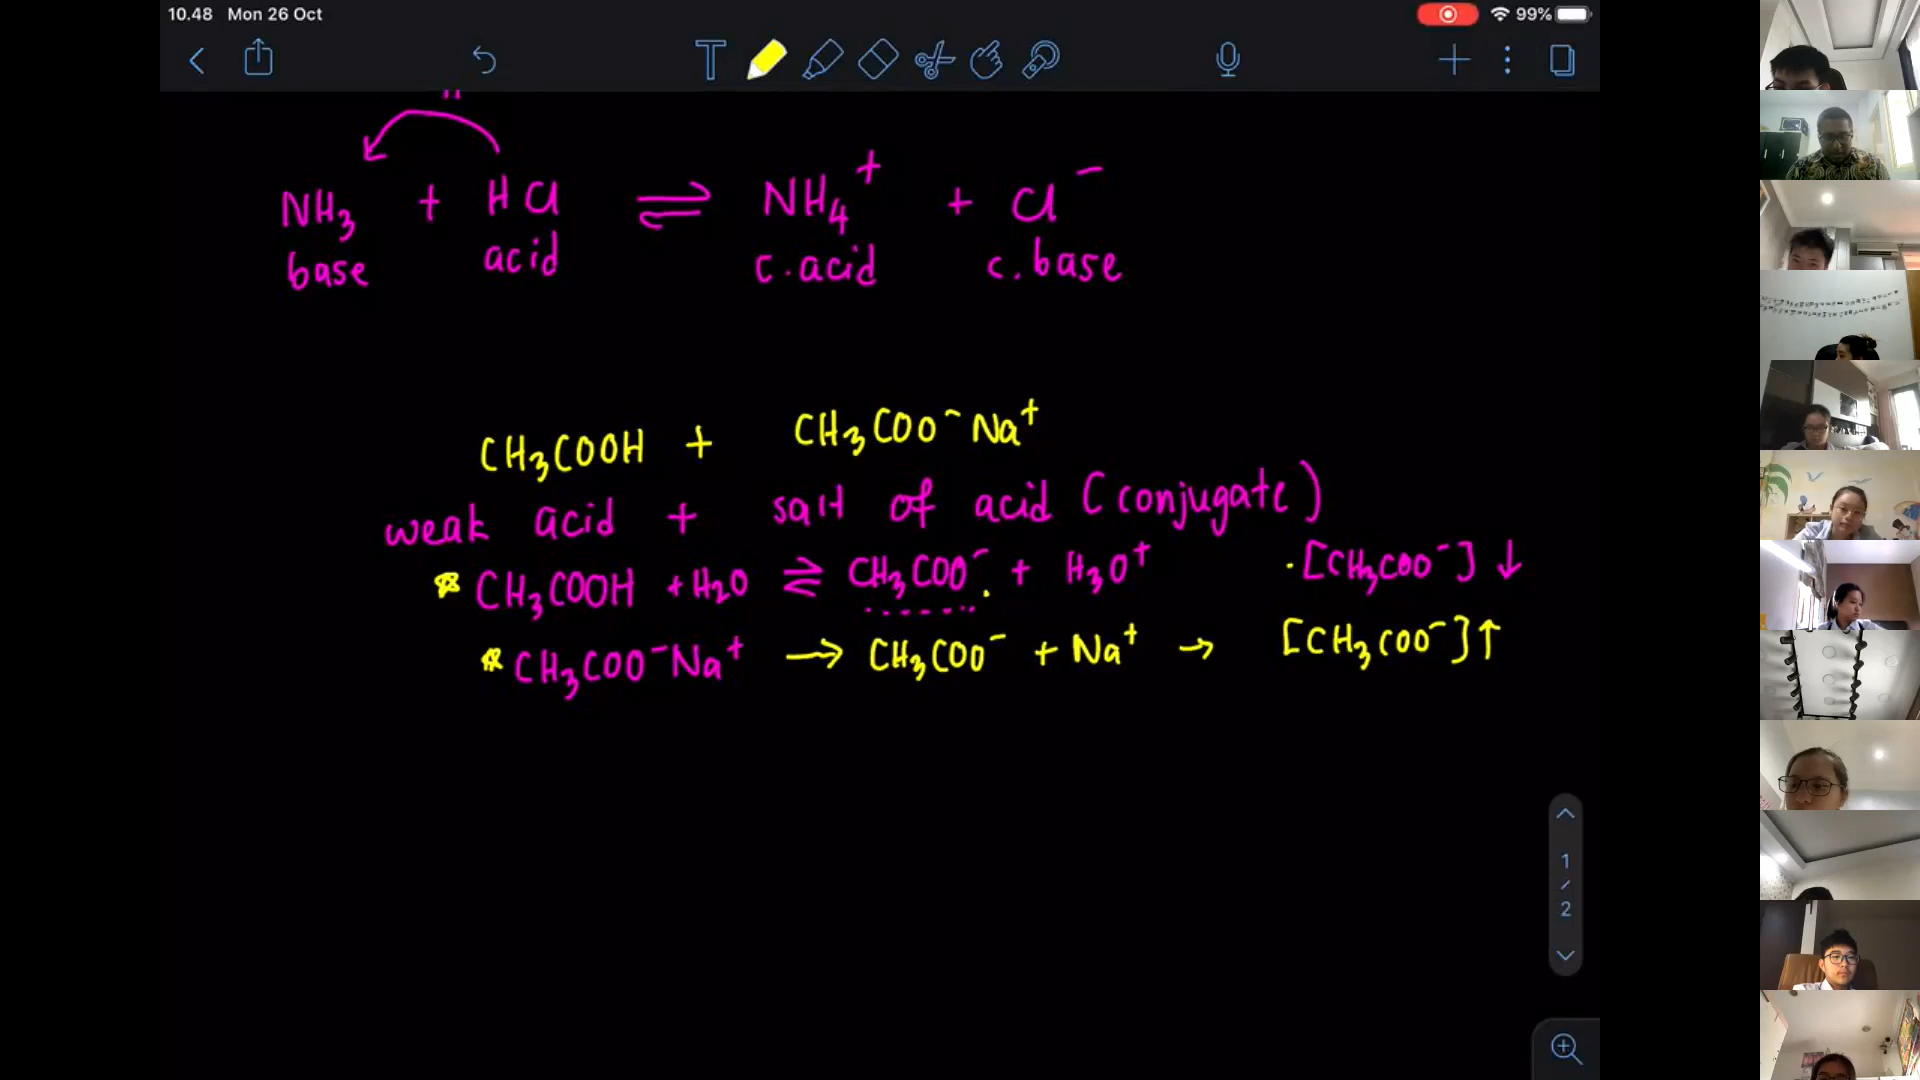 10.48 Mon 26 Oct 99%
NH₃ + HCl ⇌ NH₄⁺ + Cl⁻
base acid c.acid c.base
CH₃COOH + CH₃COO⁻Na⁺
weak acid + salt of acid (conjugate)
* CH₃COOH + H₂O ⇌ CH₃COO⁻ + H₃O⁺ · [CH₃COO⁻] ↓
* CH₃COO⁻Na⁺ → CH₃COO⁻ + Na⁺ → [CH₃COO⁻] ↑
1
/
2